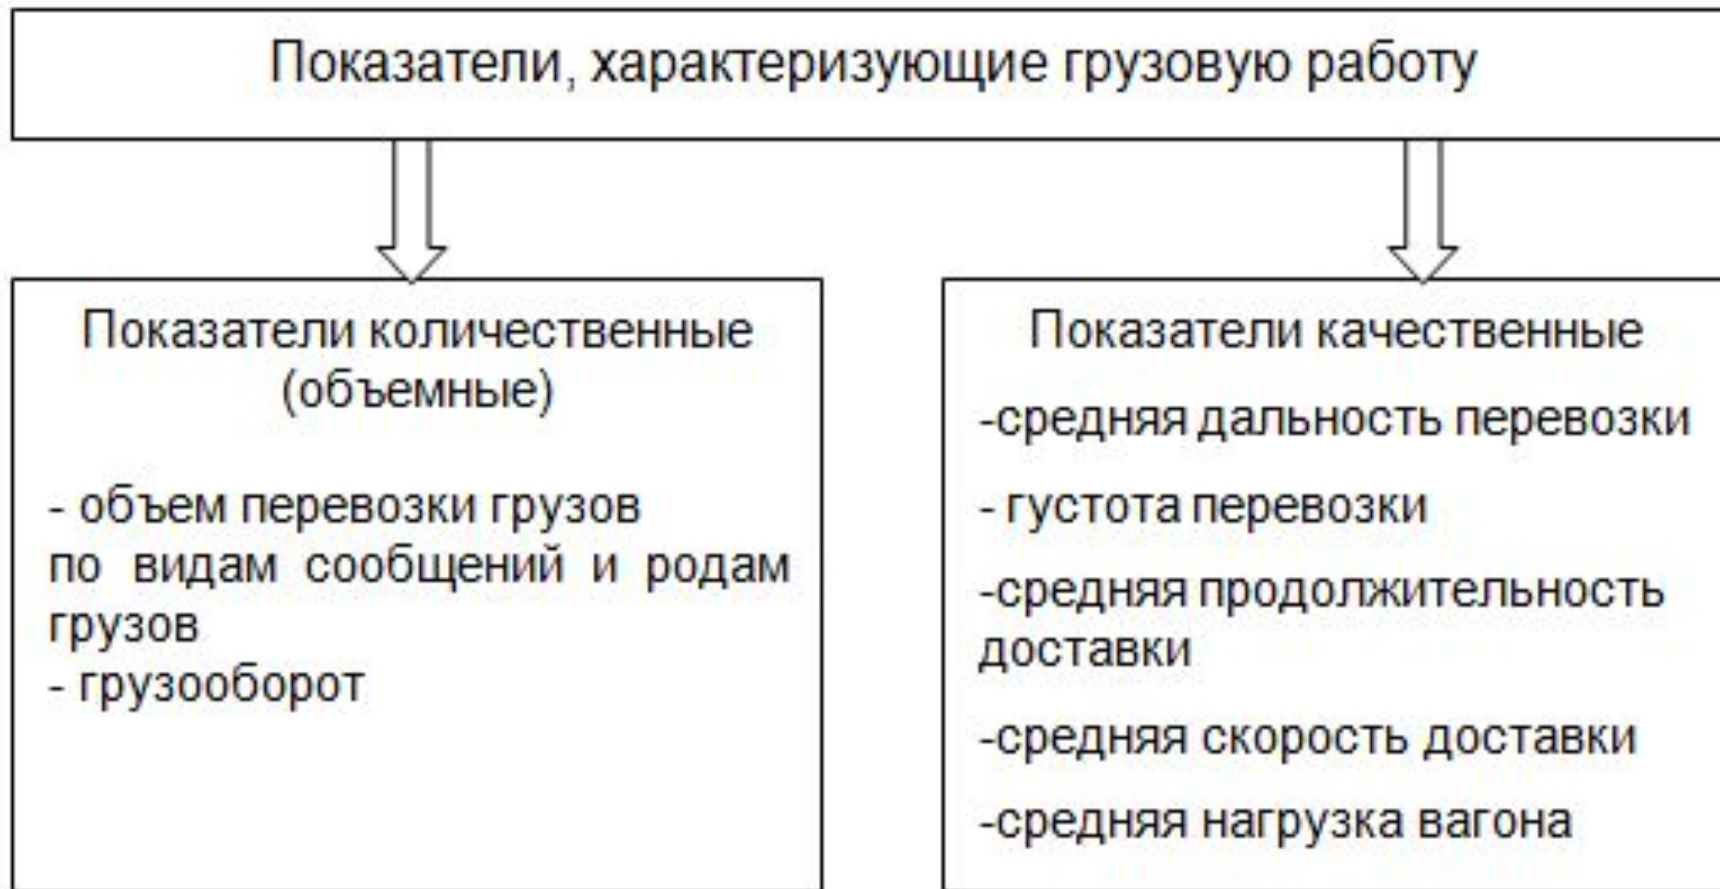 Показатели, характеризующие грузовую работу
Показатели количественные
(объемные)
- объем перевозки грузов
по видам сообщений и родам
грузов
- грузооборот
Показатели качественные
-средняя дальность перевозки
- густота перевозки
-средняя продолжительность
доставки
-средняя скорость доставки
-средняя нагрузка вагона